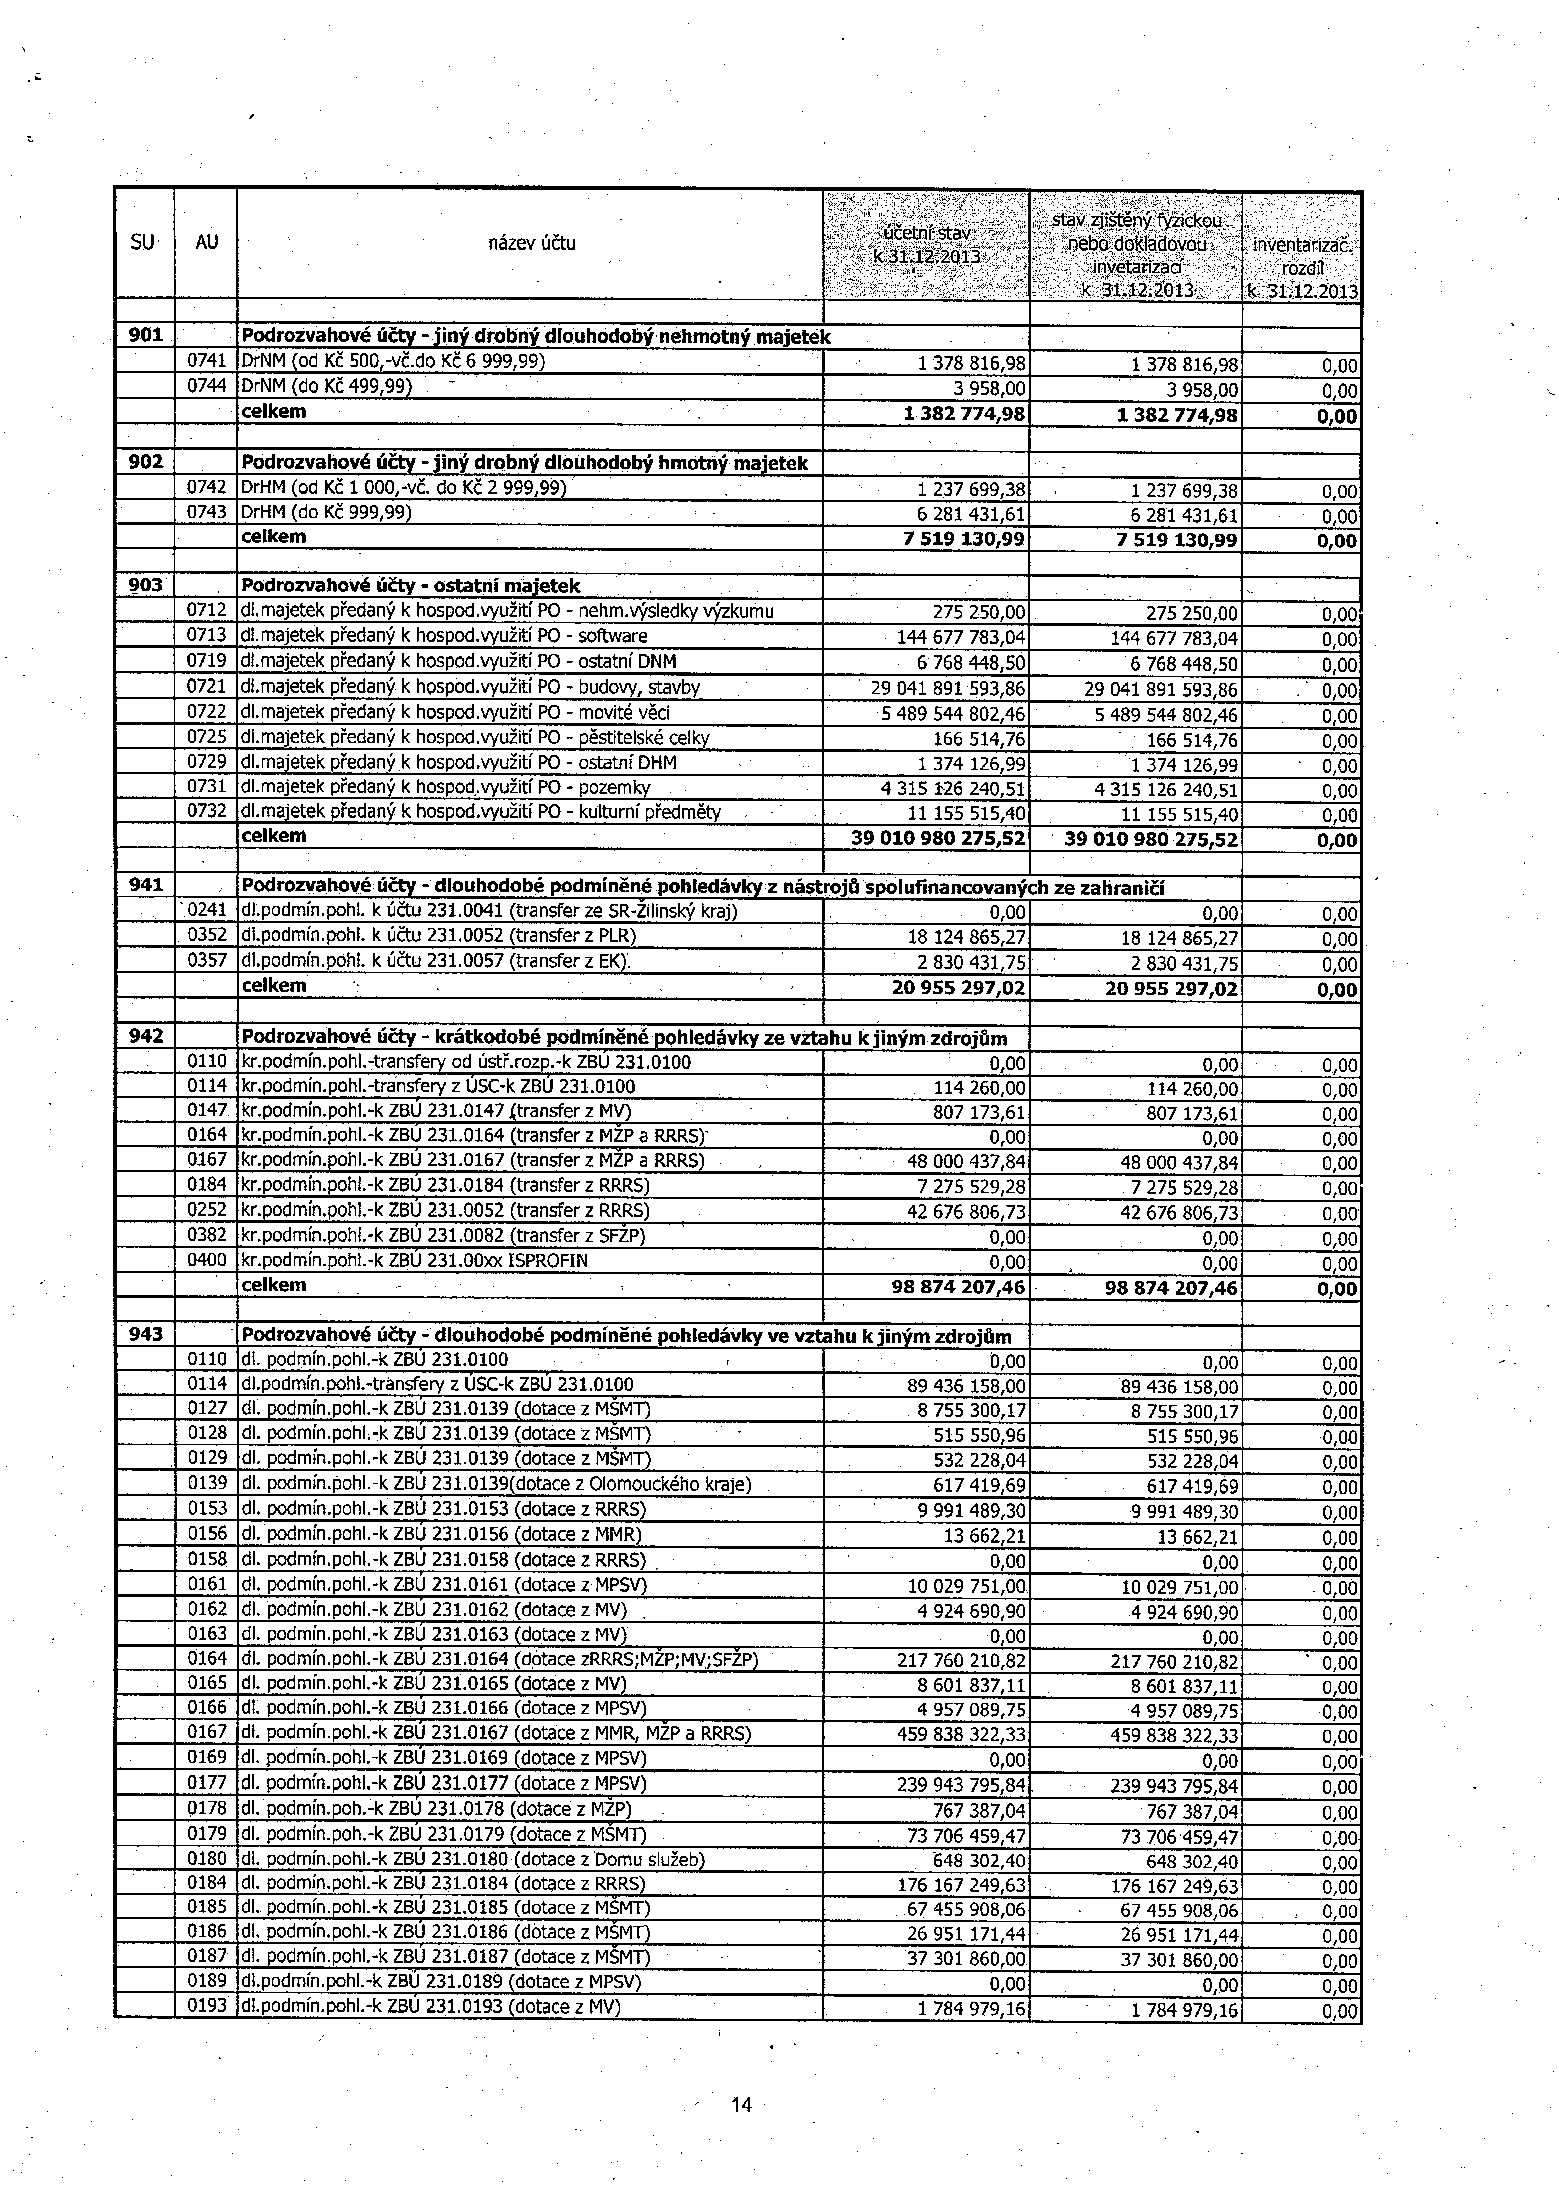 SU AU název účtu účetní stav k 31.12.2013 stav zjištěný fyzickou nebo dokladovou invetarizací k 31.12.2013 inventarizač. rozdíl k 31.12.2013
901 Podrozvahové účty - jiný drobný dlouhodobý nehmotný majetek
0741 DrNM (od Kč 500,-vč.do Kč 6 999,99) 1 378 816,98 1 378 816,98 0,00
0744 DrNM (do Kč 499,99) 3 958,00 3 958,00 0,00
celkem 1 382 774,98 1 382 774,98 0,00
902 Podrozvahové účty - jiný drobný dlouhodobý hmotný majetek
0742 DrHM (od Kč 1 000,-vč. do Kč 2 999,99) 1 237 699,38 1 237 699,38 0,00
0743 DrHM (do Kč 999,99) 6 281 431,61 6 281 431,61 0,00
celkem 7 519 130,99 7 519 130,99 0,00
903 Podrozvahové účty - ostatní majetek
0712 dl.majetek předaný k hospod.využití PO - nehm.výsledky výzkumu 275 250,00 275 250,00 0,00
0713 dl.majetek předaný k hospod.využití PO - software 144 677 783,04 144 677 783,04 0,00
0719 dl.majetek předaný k hospod.využití PO - ostatní DNM 6 768 448,50 6 768 448,50 0,00
0721 dl.majetek předaný k hospod.využití PO - budovy, stavby 29 041 891 593,86 29 041 891 593,86 0,00
0722 dl.majetek předaný k hospod.využití PO - movité věci 5 489 544 802,46 5 489 544 802,46 0,00
0725 dl.majetek předaný k hospod.využití PO - pěstitelské celky 166 514,76 166 514,76 0,00
0729 dl.majetek předaný k hospod.využití PO - ostatní DHM 1 374 126,99 1 374 126,99 0,00
0731 dl.majetek předaný k hospod.využití PO - pozemky 4 315 126 240,51 4 315 126 240,51 0,00
0732 dl.majetek předaný k hospod.využití PO - kulturní předměty 11 155 515,40 11 155 515,40 0,00
celkem 39 010 980 275,52 39 010 980 275,52 0,00
941 Podrozvahové účty - dlouhodobé podmíněné pohledávky z nástrojů spolufinancovaných ze zahraničí
0241 dl.podmín.pohl. k účtu 231.0041 (transfer ze SR-Žilinský kraj) 0,00 0,00 0,00
0352 dl.podmín.pohl. k účtu 231.0052 (transfer z PLR) 18 124 865,27 18 124 865,27 0,00
0357 dl.podmín.pohl. k účtu 231.0057 (transfer z EK) 2 830 431,75 2 830 431,75 0,00
celkem 20 955 297,02 20 955 297,02 0,00
942 Podrozvahové účty - krátkodobé podmíněné pohledávky ze vztahu k jiným zdrojům
0110 kr.podmín.pohl.-transfery od ústř.rozp.-k ZBÚ 231.0100 0,00 0,00 0,00
0114 kr.podmín.pohl.-transfery z ÚSC-k ZBÚ 231.0100 114 260,00 114 260,00 0,00
0147 kr.podmín.pohl.-k ZBÚ 231.0147 (transfer z MV) 807 173,61 807 173,61 0,00
0164 kr.podmín.pohl.-k ZBÚ 231.0164 (transfer z MŽP a RRRS) 0,00 0,00 0,00
0167 kr.podmín.pohl.-k ZBÚ 231.0167 (transfer z MŽP a RRRS) 48 000 437,84 48 000 437,84 0,00
0184 kr.podmín.pohl.-k ZBÚ 231.0184 (transfer z RRRS) 7 275 529,28 7 275 529,28 0,00
0252 kr.podmín.pohl.-k ZBÚ 231.0052 (transfer z RRRS) 42 676 806,73 42 676 806,73 0,00
0382 kr.podmín.pohl.-k ZBÚ 231.0082 (transfer z SFŽP) 0,00 0,00 0,00
0400 kr.podmín.pohl.-k ZBÚ 231.00xx ISPROFIN 0,00 0,00 0,00
celkem 98 874 207,46 98 874 207,46 0,00
943 Podrozvahové účty - dlouhodobé podmíněné pohledávky ve vztahu k jiným zdrojům
0110 dl. podmín.pohl.-k ZBÚ 231.0100 0,00 0,00 0,00
0114 dl.podmín.pohl.-transfery z ÚSC-k ZBÚ 231.0100 89 436 158,00 89 436 158,00 0,00
0127 dl. podmín.pohl.-k ZBÚ 231.0139 (dotace z MŠMT) 8 755 300,17 8 755 300,17 0,00
0128 dl. podmín.pohl.-k ZBÚ 231.0139 (dotace z MŠMT) 515 550,96 515 550,96 0,00
0129 dl. podmín.pohl.-k ZBÚ 231.0139 (dotace z MŠMT) 532 228,04 532 228,04 0,00
0139 dl. podmín.pohl.-k ZBÚ 231.0139(dotace z Olomouckého kraje) 617 419,69 617 419,69 0,00
0153 dl. podmín.pohl.-k ZBÚ 231.0153 (dotace z RRRS) 9 991 489,30 9 991 489,30 0,00
0156 dl. podmín.pohl.-k ZBÚ 231.0156 (dotace z MMR) 13 662,21 13 662,21 0,00
0158 dl. podmín.pohl.-k ZBÚ 231.0158 (dotace z RRRS) 0,00 0,00 0,00
0161 dl. podmín.pohl.-k ZBÚ 231.0161 (dotace z MPSV) 10 029 751,00 10 029 751,00 0,00
0162 dl. podmín.pohl.-k ZBÚ 231.0162 (dotace z MV) 4 924 690,90 4 924 690,90 0,00
0163 dl. podmín.pohl.-k ZBÚ 231.0163 (dotace z MV) 0,00 0,00 0,00
0164 dl. podmín.pohl.-k ZBÚ 231.0164 (dotace zRRRS;MŽP;MV;SFŽP) 217 760 210,82 217 760 210,82 0,00
0165 dl. podmín.pohl.-k ZBÚ 231.0165 (dotace z MV) 8 601 837,11 8 601 837,11 0,00
0166 dl. podmín.pohl.-k ZBÚ 231.0166 (dotace z MPSV) 4 957 089,75 4 957 089,75 0,00
0167 dl. podmín.pohl.-k ZBÚ 231.0167 (dotace z MMR, MŽP a RRRS) 459 838 322,33 459 838 322,33 0,00
0169 dl. podmín.pohl.-k ZBÚ 231.0169 (dotace z MPSV) 0,00 0,00 0,00
0177 dl. podmín.pohl.-k ZBÚ 231.0177 (dotace z MPSV) 239 943 795,84 239 943 795,84 0,00
0178 dl. podmín.poh.-k ZBÚ 231.0178 (dotace z MŽP) 767 387,04 767 387,04 0,00
0179 dl. podmín.poh.-k ZBÚ 231.0179 (dotace z MŠMT) 73 706 459,47 73 706 459,47 0,00
0180 dl. podmín.pohl.-k ZBÚ 231.0180 (dotace z Domu služeb) 648 302,40 648 302,40 0,00
0184 dl. podmín.pohl.-k ZBÚ 231.0184 (dotace z RRRS) 176 167 249,63 176 167 249,63 0,00
0185 dl. podmín.pohl.-k ZBÚ 231.0185 (dotace z MŠMT) 67 455 908,06 67 455 908,06 0,00
0186 dl. podmín.pohl.-k ZBÚ 231.0186 (dotace z MŠMT) 26 951 171,44 26 951 171,44 0,00
0187 dl. podmín.pohl.-k ZBÚ 231.0187 (dotace z MŠMT) 37 301 860,00 37 301 860,00 0,00
0189 dl.podmín.pohl.-k ZBÚ 231.0189 (dotace z MPSV) 0,00 0,00 0,00
0193 dl.podmín.pohl.-k ZBÚ 231.0193 (dotace z MV) 1 784 979,16 1 784 979,16 0,00
14